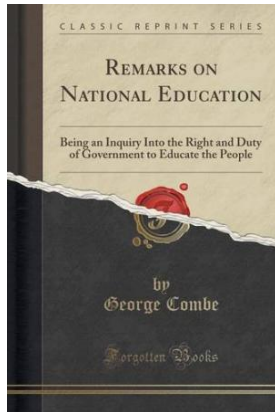 CLASSIC REPRINT SERIES
REMARKS ON
NATIONAL EDUCATION
Being an Inquiry Into the Right and Duty
of Government to Educate the People
by
George Combe
Forgotten Books